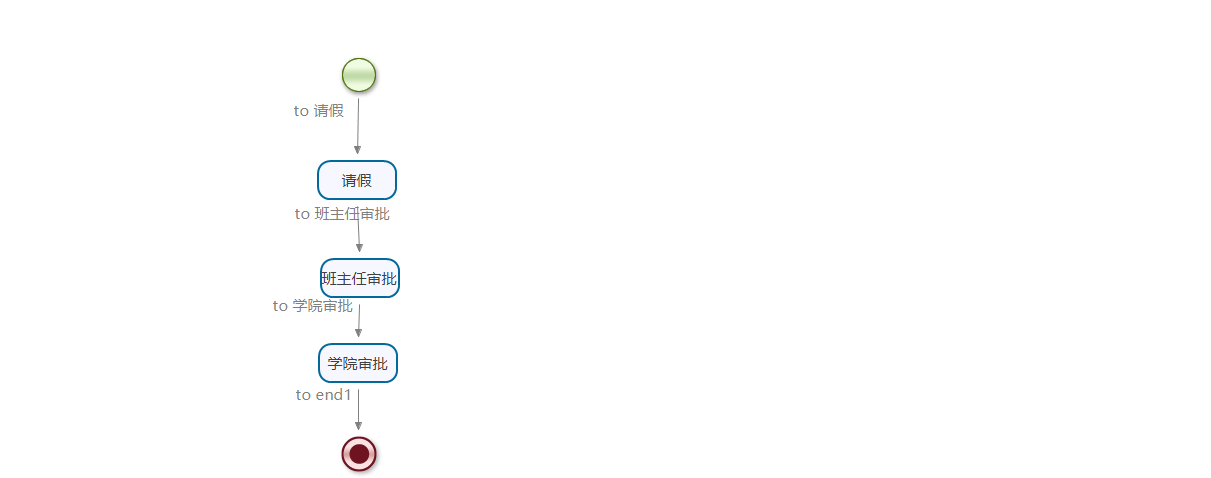 to 请假
请假
to 班主任审批
班主任审批
to 学院审批
学院审批
to end1